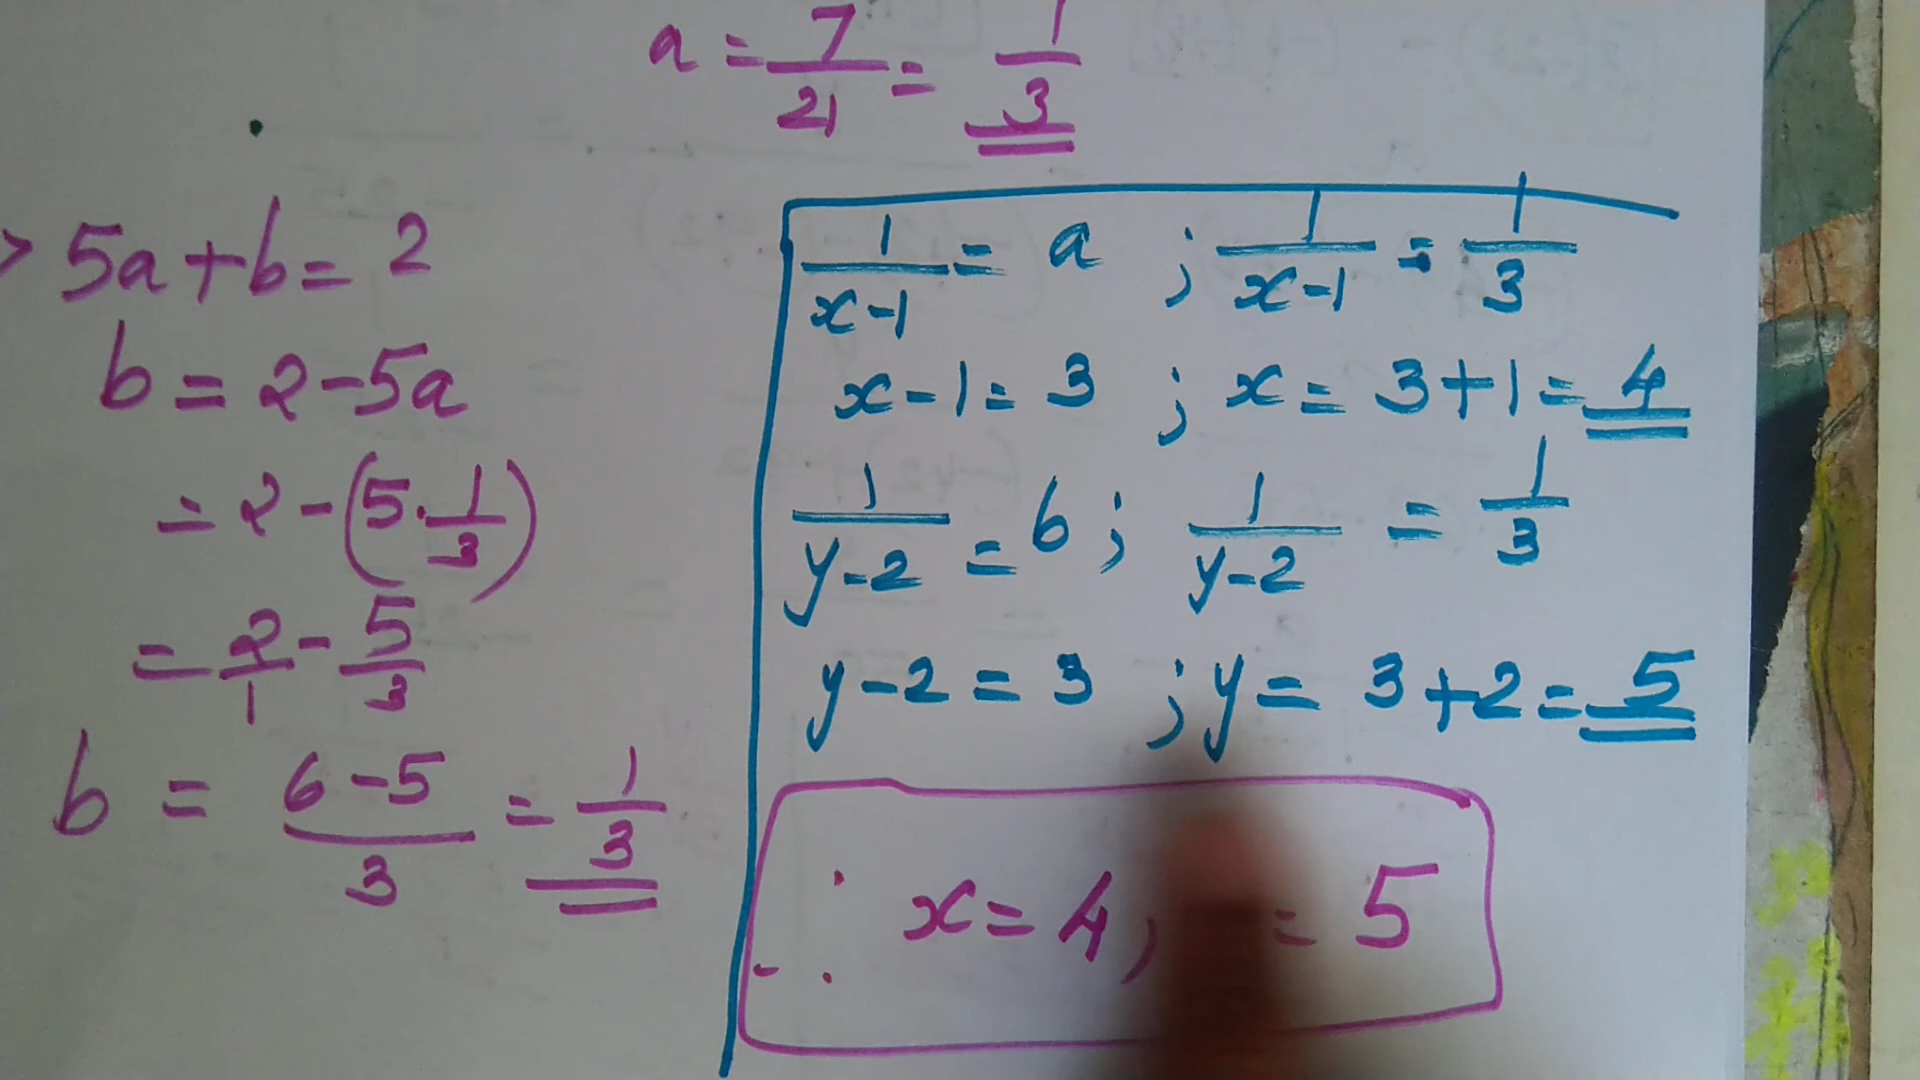 a = 7/21 = 1/3
> 5a + b = 2
b = 2 - 5a
= 2 - (5 · 1/3)
= 2/1 - 5/3
b = 6 - 5/3 = 1/3
1/x-1 = a ; 1/x-1 = 1/3
x - 1 = 3 ; x = 3 + 1 = 4
1/y-2 = b ; 1/y-2 = 1/3
y - 2 = 3 ; y = 3 + 2 = 5
∴ x = 4, = 5